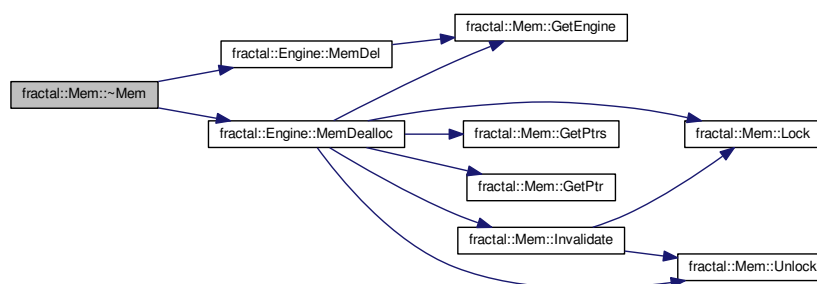 fractal::Mem::GetEngine
fractal::Engine::MemDel
fractal::Mem::~Mem
fractal::Engine::MemDealloc
fractal::Mem::GetPtrs
fractal::Mem::Lock
fractal::Mem::GetPtr
fractal::Mem::Invalidate
fractal::Mem::Unlock